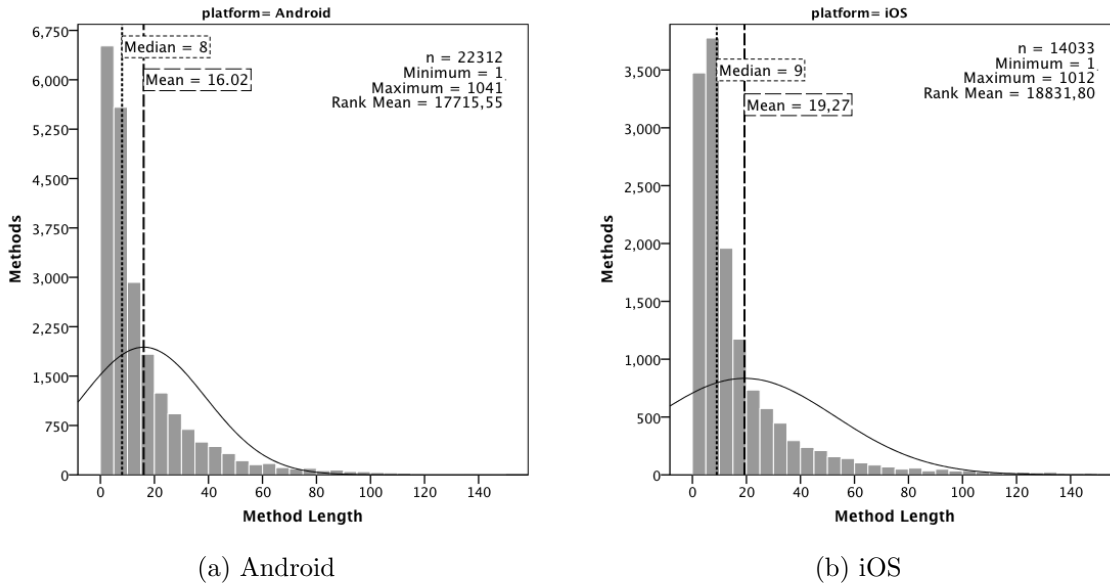 platform= Android
6,750
6,000
5,250
4,500
3,750
3,000
2,250
1,500
750
0
Methods
Median = 8
Mean = 16.02
n = 22312
Minimum = 1
Maximum = 1041
Rank Mean = 17715,55
0 20 40 60 80 100 120 140
Method Length
(a) Android
platform= iOS
3,500
3,000
2,500
2,000
1,500
1,000
500
0
Methods
Median = 9
Mean = 19,27
n = 14033
Minimum = 1
Maximum = 1012
Rank Mean = 18831,80
0 20 40 60 80 100 120 140
Method Length
(b) iOS